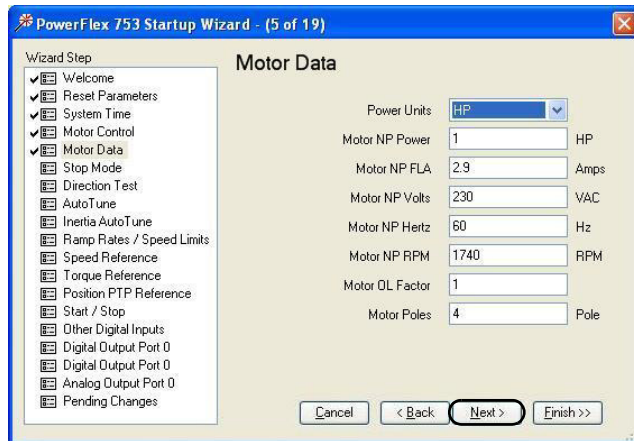 PowerFlex 753 Startup Wizard - (5 of 19)
Wizard Step
Welcome
Reset Parameters
System Time
Motor Control
Motor Data
Stop Mode
Direction Test
AutoTune
Inertia AutoTune
Ramp Rates / Speed Limits
Speed Reference
Torque Reference
Position PTP Reference
Start / Stop
Other Digital Inputs
Digital Output Port 0
Digital Output Port 0
Analog Output Port 0
Pending Changes
Motor Data
Power Units HP
Motor NP Power 1 HP
Motor NP FLA 2.9 Amps
Motor NP Volts 230 VAC
Motor NP Hertz 60 Hz
Motor NP RPM 1740 RPM
Motor OL Factor 1
Motor Poles 4 Pole
Cancel < Back Next > Finish >>